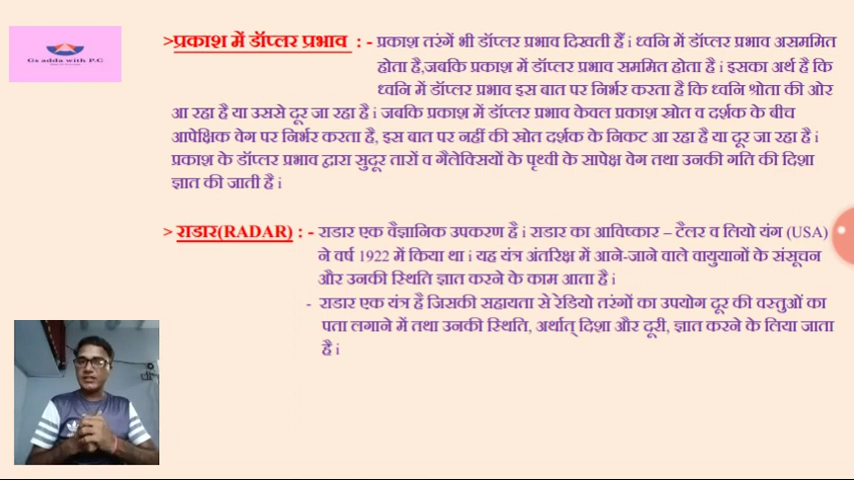 Gs adda with P.C
>प्रकाश में डॉप्लर प्रभाव : - प्रकाश तरंगें भी डॉप्लर प्रभाव दिखती हैं । ध्वनि में डॉप्लर प्रभाव असममित
होता है,जबकि प्रकाश में डॉप्लर प्रभाव सममित होता है । इसका अर्थ है कि
ध्वनि में डॉप्लर प्रभाव इस बात पर निर्भर करता है कि ध्वनि श्रोता की ओर
आ रहा है या उससे दूर जा रहा है । जबकि प्रकाश में डॉप्लर प्रभाव केवल प्रकाश स्रोत व दर्शक के बीच
आपेक्षिक वेग पर निर्भर करता है, इस बात पर नहीं की स्रोत दर्शक के निकट आ रहा है या दूर जा रहा है ।
प्रकाश के डॉप्लर प्रभाव द्वारा सुदूर तारों व गैलेक्सियों के पृथ्वी के सापेक्ष वेग तथा उनकी गति की दिशा
ज्ञात की जाती है ।
> राडार(RADAR) : - राडार एक वैज्ञानिक उपकरण है । राडार का आविष्कार – टैलर व लियो यंग (USA)
ने वर्ष 1922 में किया था । यह यंत्र अंतरिक्ष में आने-जाने वाले वायुयानों के संसूचन
और उनकी स्थिति ज्ञात करने के काम आता है ।
- राडार एक यंत्र है जिसकी सहायता से रेडियो तरंगों का उपयोग दूर की वस्तुओं का
पता लगाने में तथा उनकी स्थिति, अर्थात् दिशा और दूरी, ज्ञात करने के लिया जाता
है ।